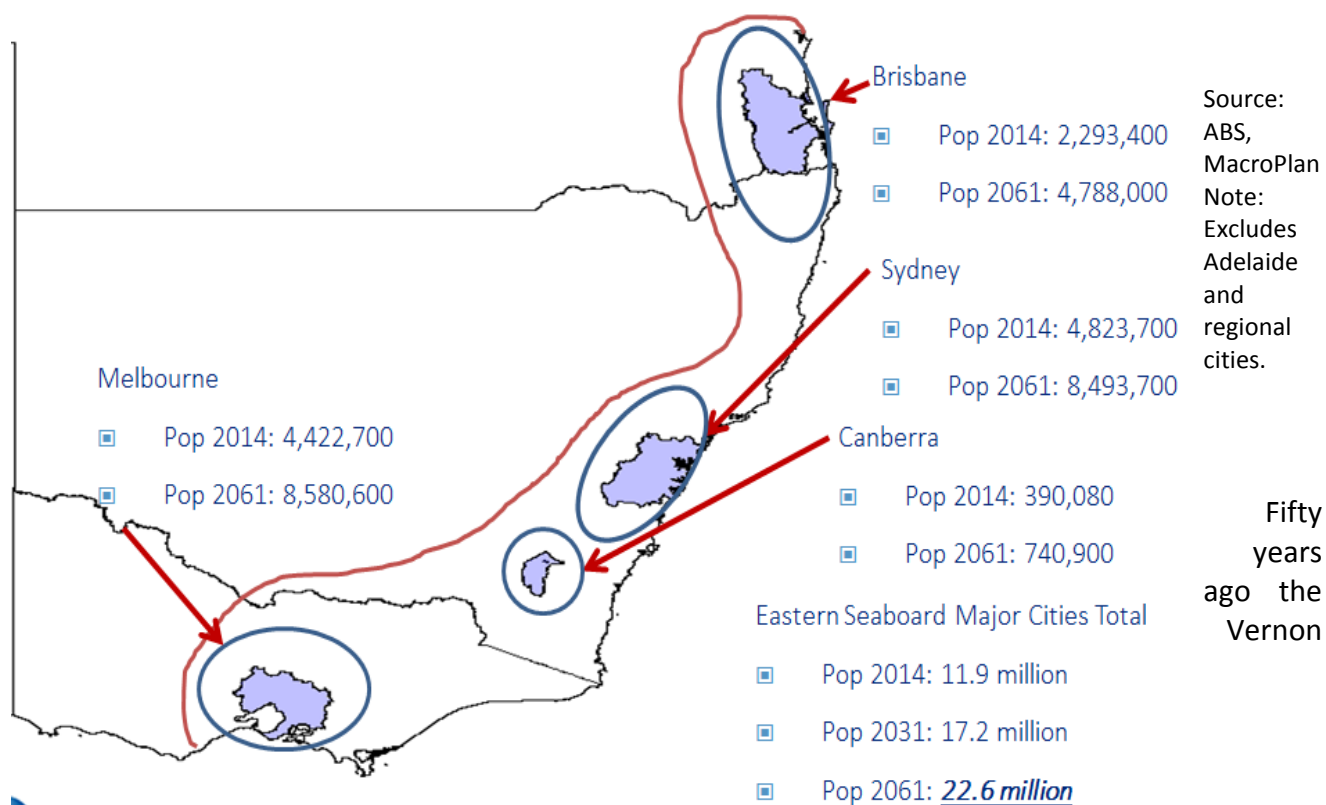 Brisbane
Pop 2014: 2,293,400
Pop 2061: 4,788,000
Source:
ABS,
MacroPlan
Note:
Excludes
Adelaide
and
regional
cities.
Sydney
Pop 2014: 4,823,700
Pop 2061: 8,493,700
Melbourne
Pop 2014: 4,422,700
Pop 2061: 8,580,600
Canberra
Pop 2014: 390,080
Pop 2061: 740,900
Eastern Seaboard Major Cities Total
Pop 2014: 11.9 million
Pop 2031: 17.2 million
Pop 2061: 22.6 million
Fifty
years
ago the
Vernon